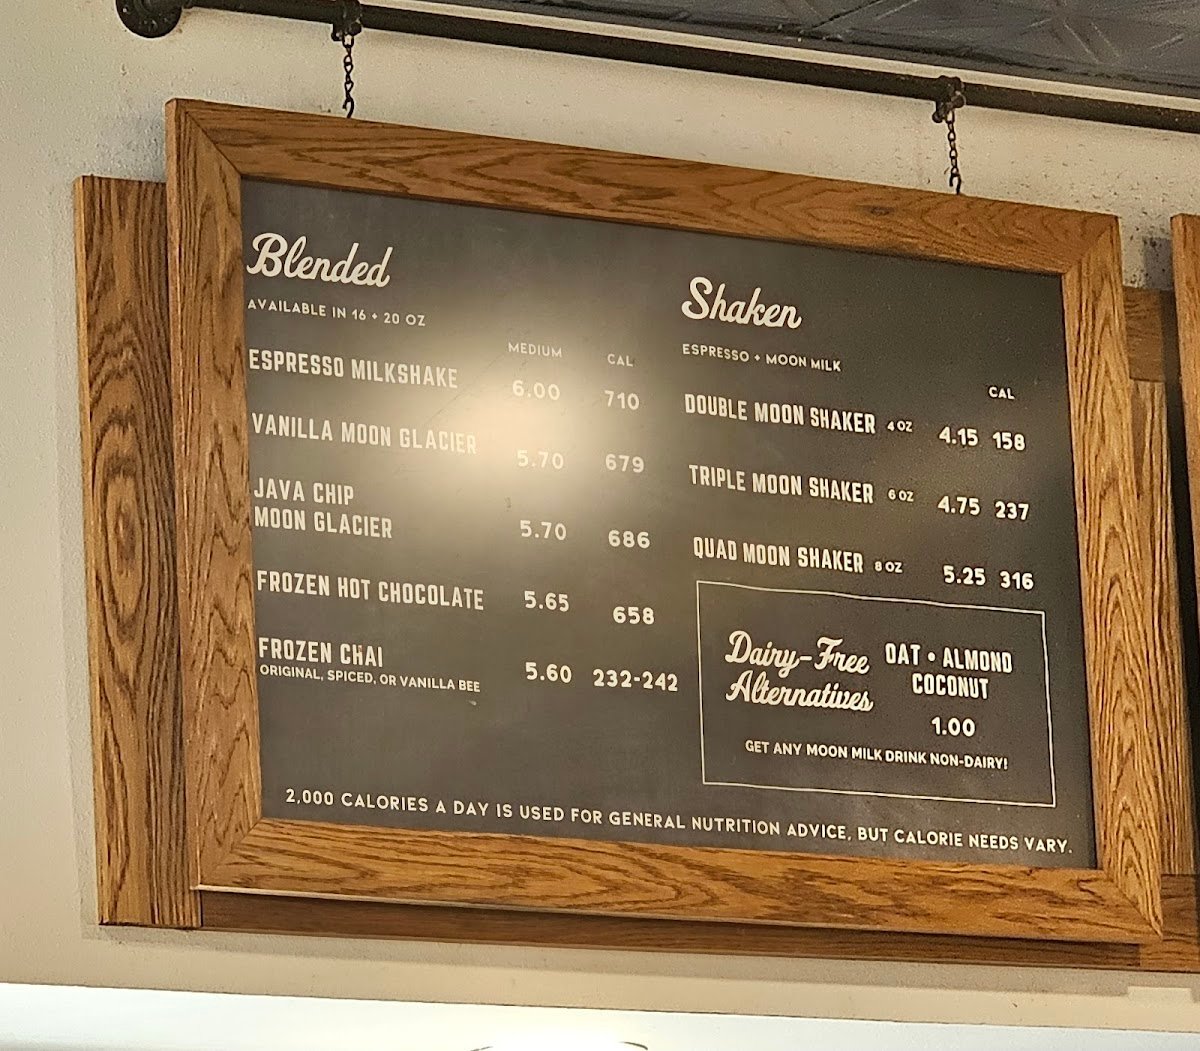 Blended
AVAILABLE IN 16 + 20 OZ
MEDIUM CAL
ESPRESSO MILKSHAKE 6.00 710
VANILLA MOON GLACIER 5.70 679
JAVA CHIP
MOON GLACIER 5.70 686
FROZEN HOT CHOCOLATE 5.65 658
FROZEN CHAI 5.60 232-242
ORIGINAL, SPICED, OR VANILLA BEE
Shaken
ESPRESSO + MOON MILK
CAL
DOUBLE MOON SHAKER 4 OZ 4.15 158
TRIPLE MOON SHAKER 6 OZ 4.75 237
QUAD MOON SHAKER 8 OZ 5.25 316
Dairy-Free
Alternatives
OAT • ALMOND
COCONUT
1.00
GET ANY MOON MILK DRINK NON-DAIRY!
2,000 CALORIES A DAY IS USED FOR GENERAL NUTRITION ADVICE, BUT CALORIE NEEDS VARY.